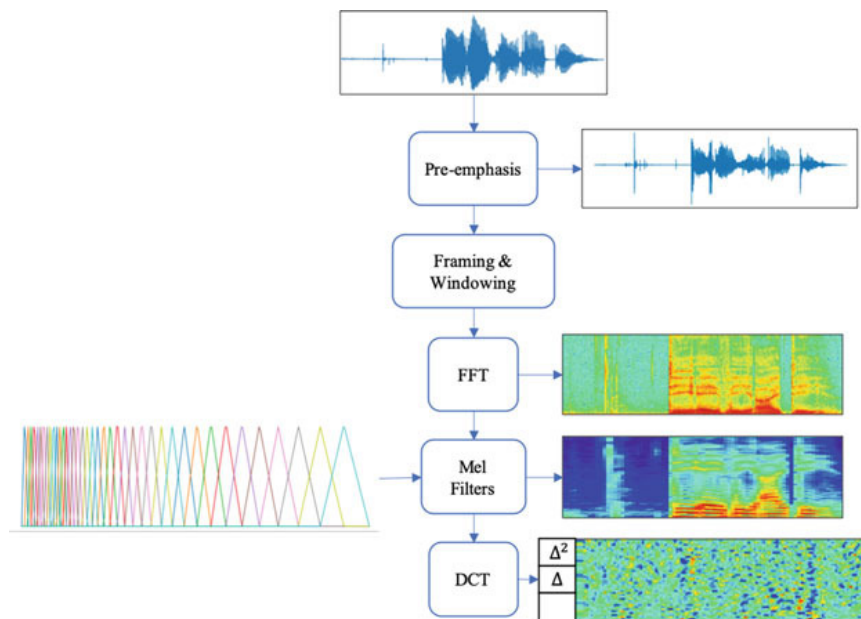 Pre-emphasis
Framing &
Windowing
FFT
Mel
Filters
DCT
Δ²
Δ